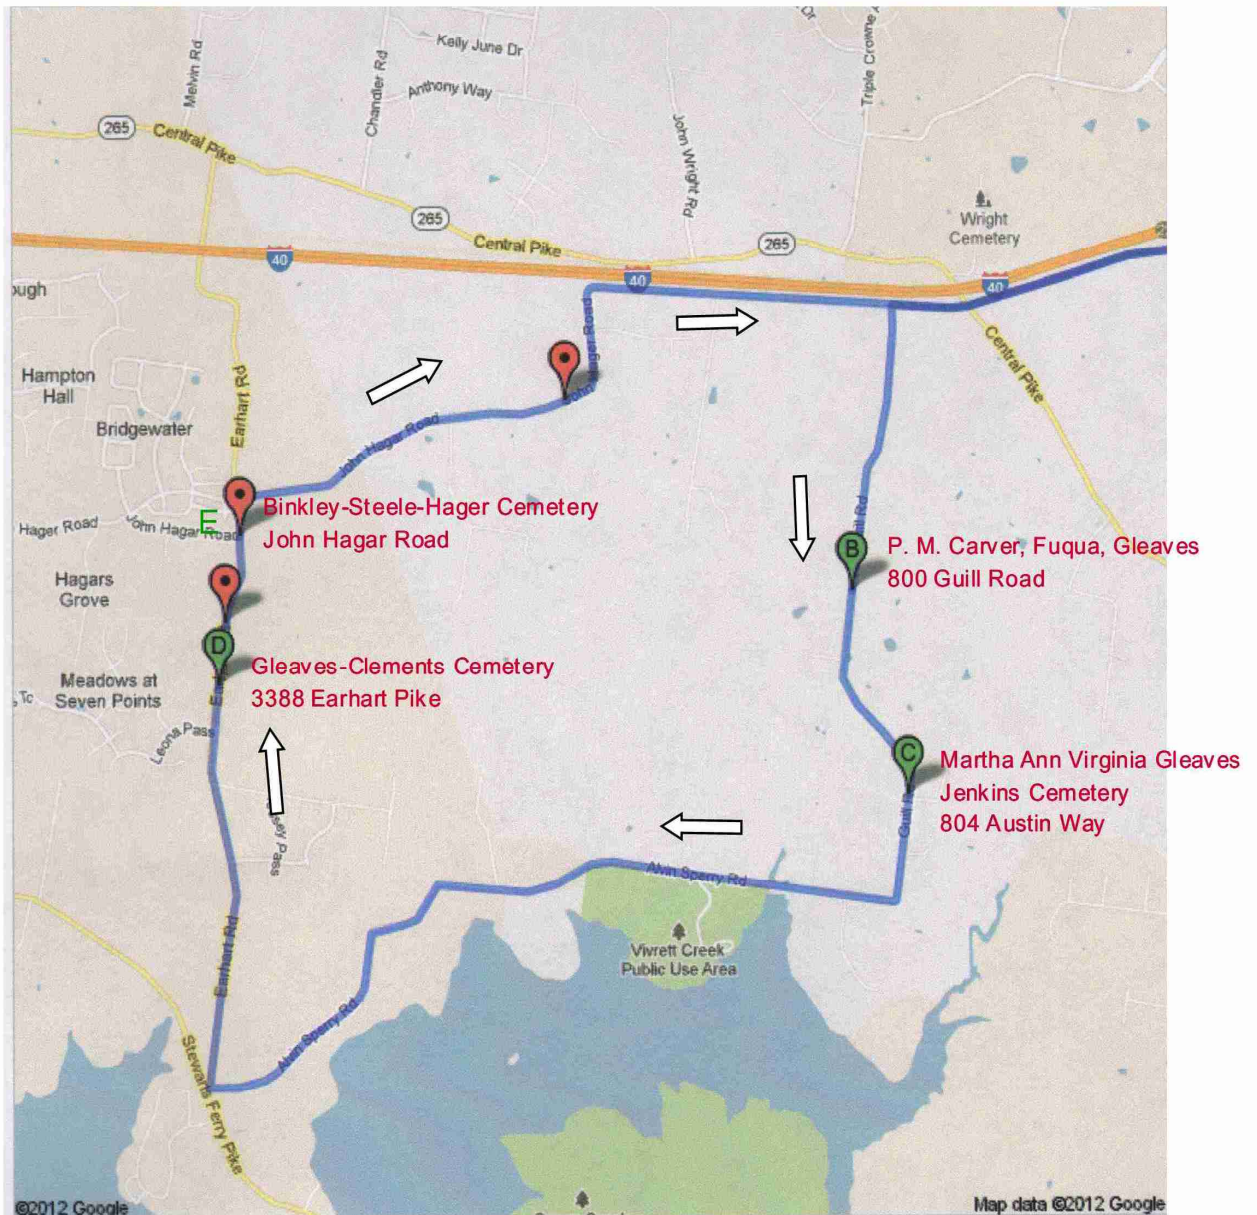 Kelly June Dr
Anthony Way
Melvin Rd
Chandler Rd
John Wright Rd
Triple Crowne
Dr
265
Central Pike
265
Central Pike
265
Wright
Cemetery
40
40
40
Central Pike
Hampton
Hall
Bridgewater
Earhart Rd
John Hagar Road
Hager Road
John Hagar Road
E
Binkley-Steele-Hager Cemetery
John Hagar Road
B
P. M. Carver, Fuqua, Gleaves
800 Guill Road
Hagars
Grove
D
Gleaves-Clements Cemetery
3388 Earhart Pike
Meadows at
Seven Points
Leona Pass
C
Martha Ann Virginia Gleaves
Jenkins Cemetery
804 Austin Way
Guill
Pass
Alvin Sperry Rd
Vivrett Creek
Public Use Area
Earhart Rd
Alvin Sperry Rd
Stewarts Ferry Pike
©2012 Google
Map data ©2012 Google